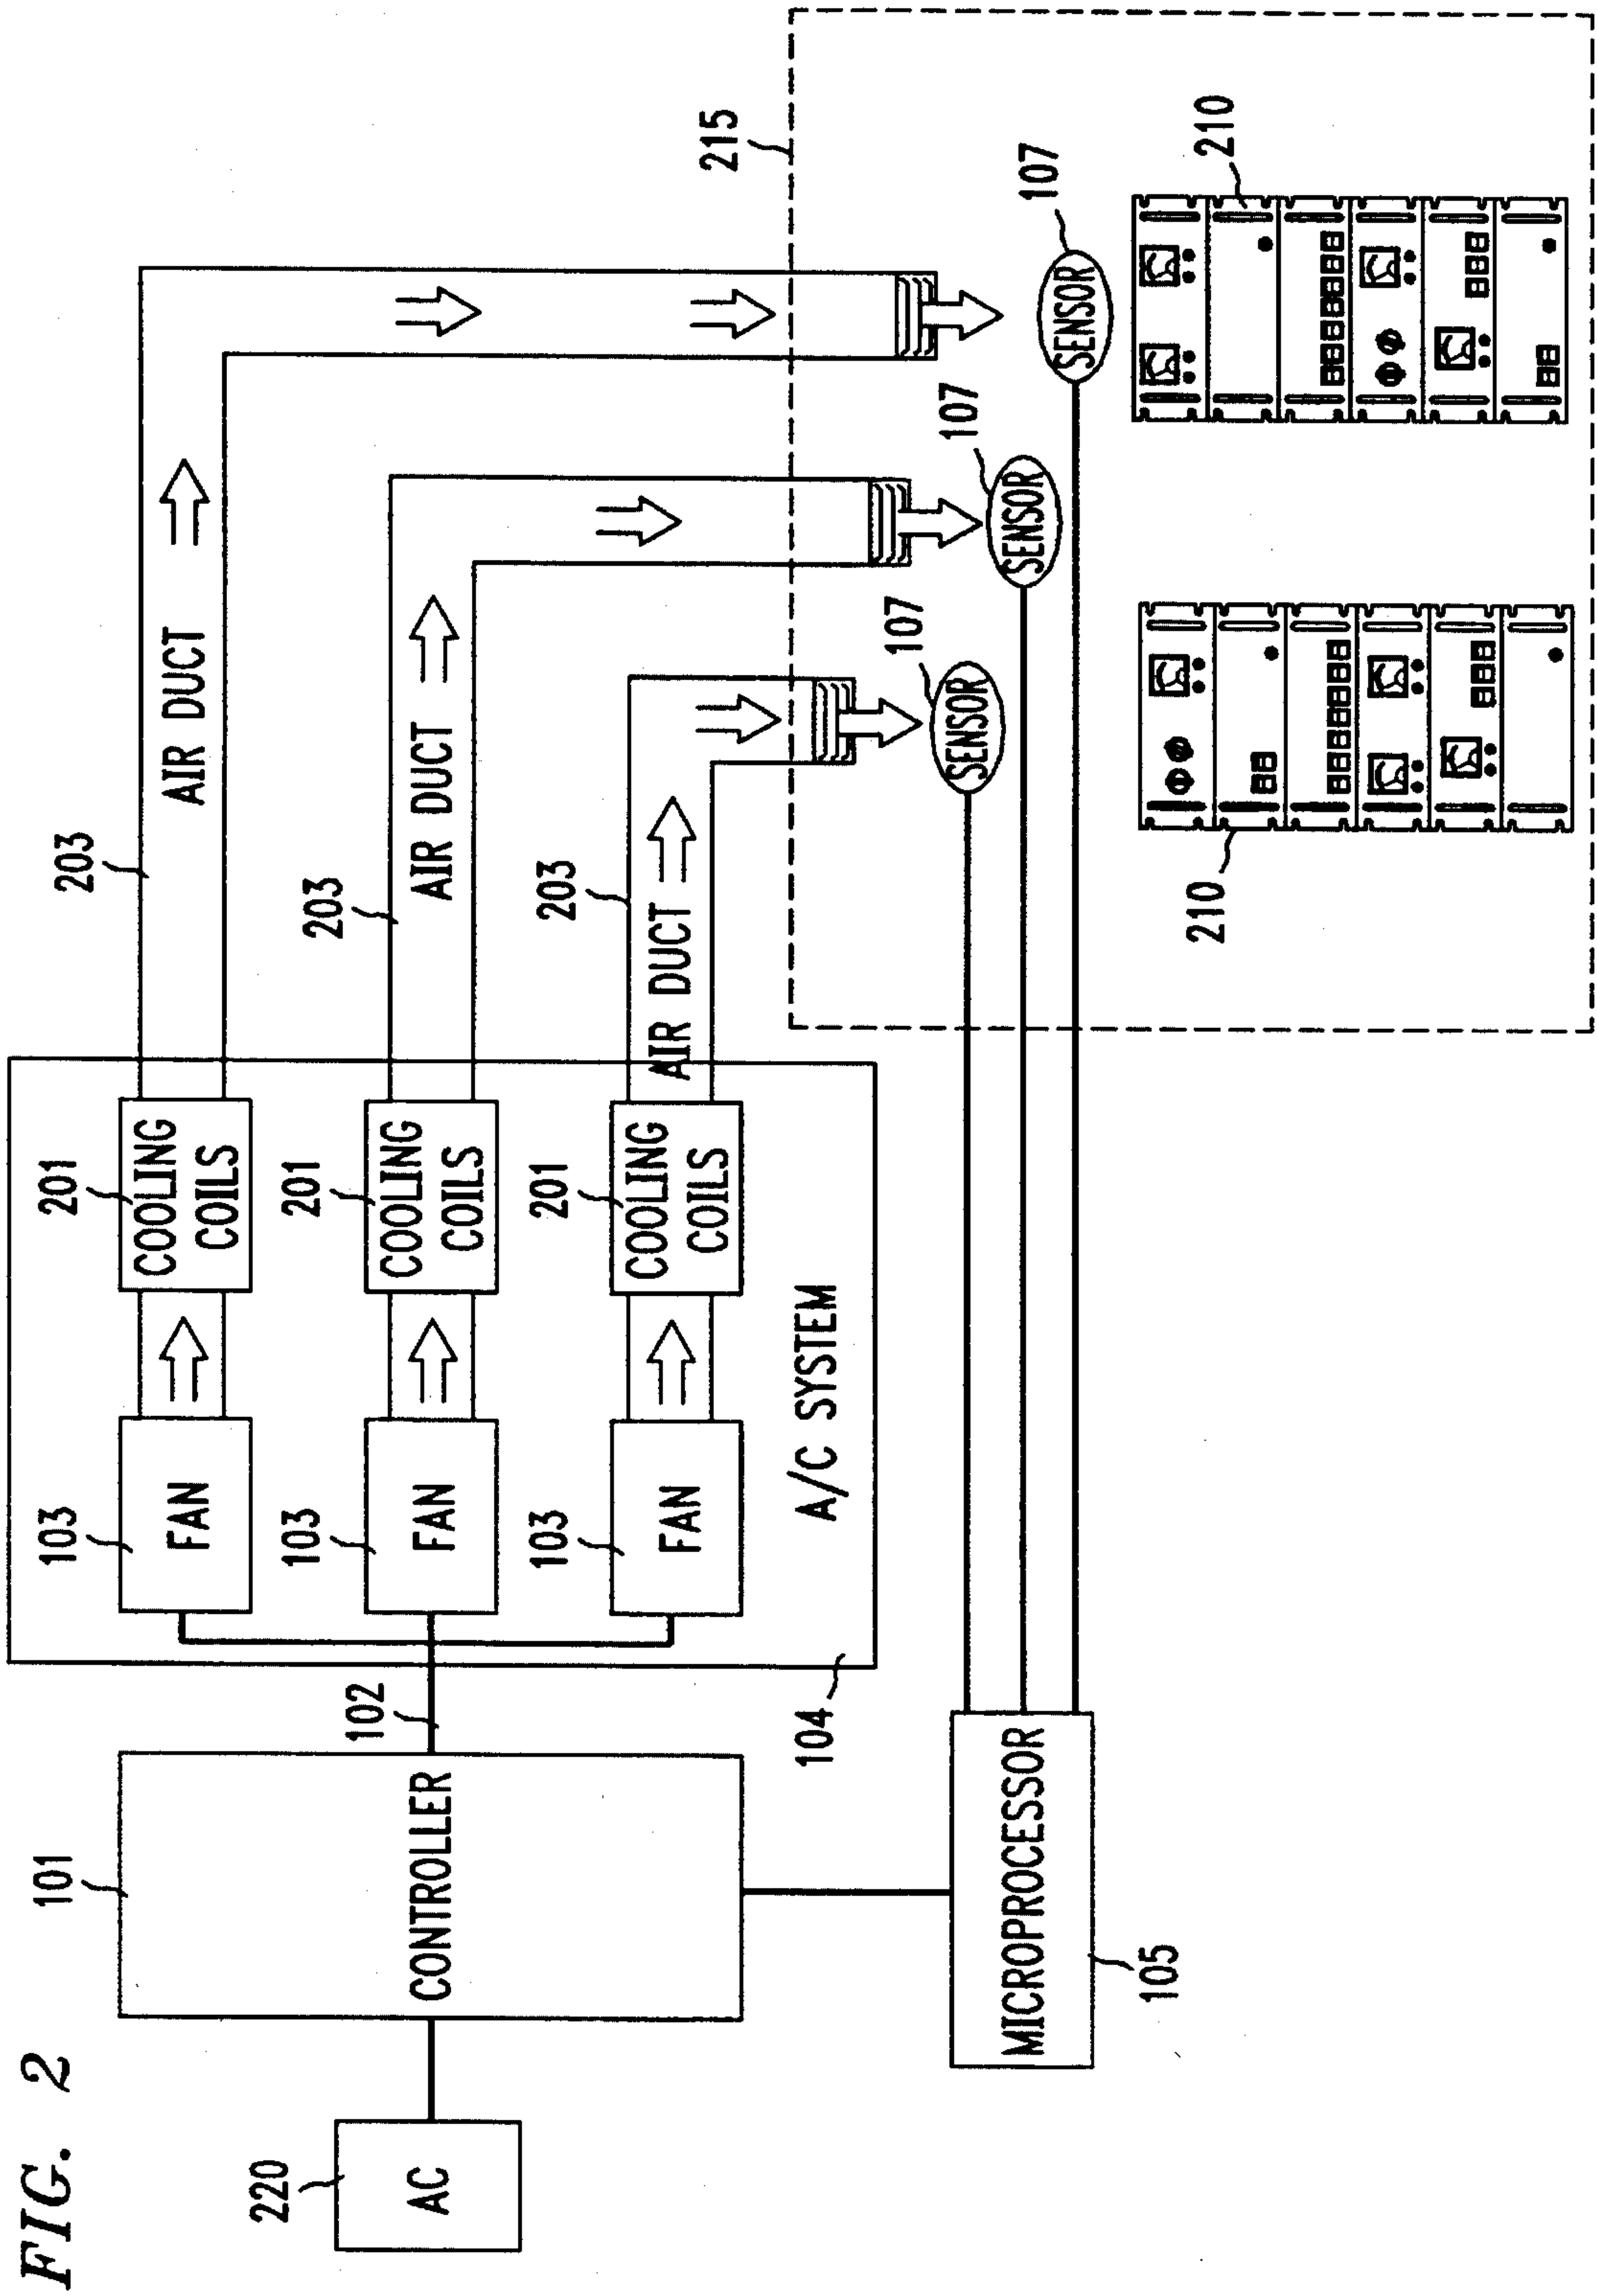 FIG. 2
220
AC
101
CONTROLLER
102
104
A/C SYSTEM
103
FAN
103
FAN
103
FAN
201
COOLING
COILS
201
COOLING
COILS
201
COOLING
COILS
203
AIR DUCT
203
AIR DUCT
203
AIR DUCT
215
107
SENSOR
107
SENSOR
107
SENSOR
210
210
MICROPROCESSOR
105